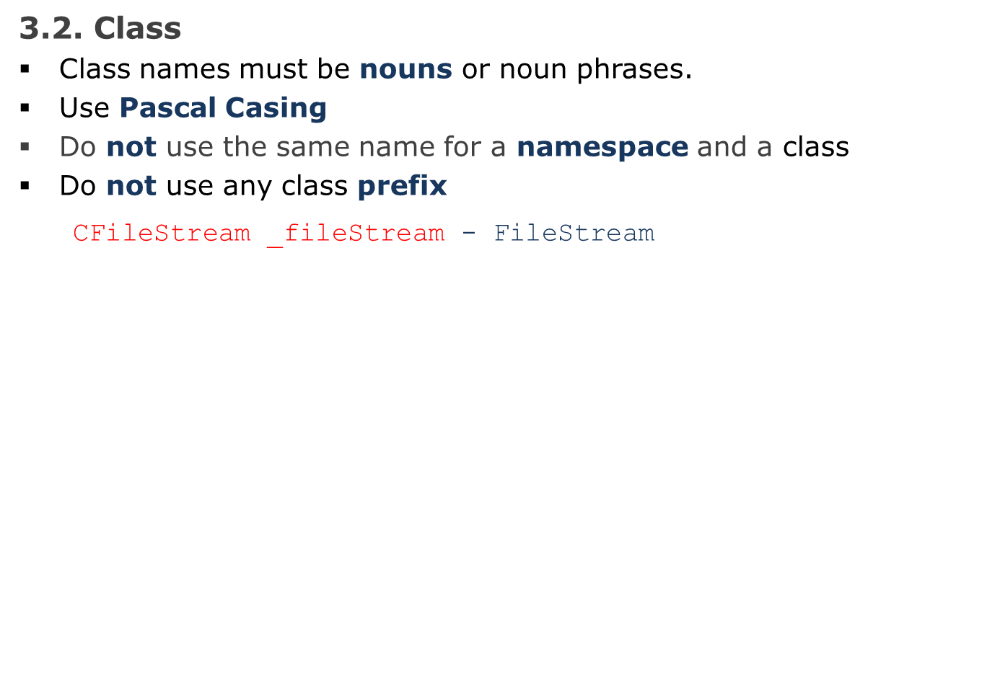 3.2. Class
▪ Class names must be nouns or noun phrases.
▪ Use Pascal Casing
▪ Do not use the same name for a namespace and a class
▪ Do not use any class prefix
CFileStream _fileStream - FileStream